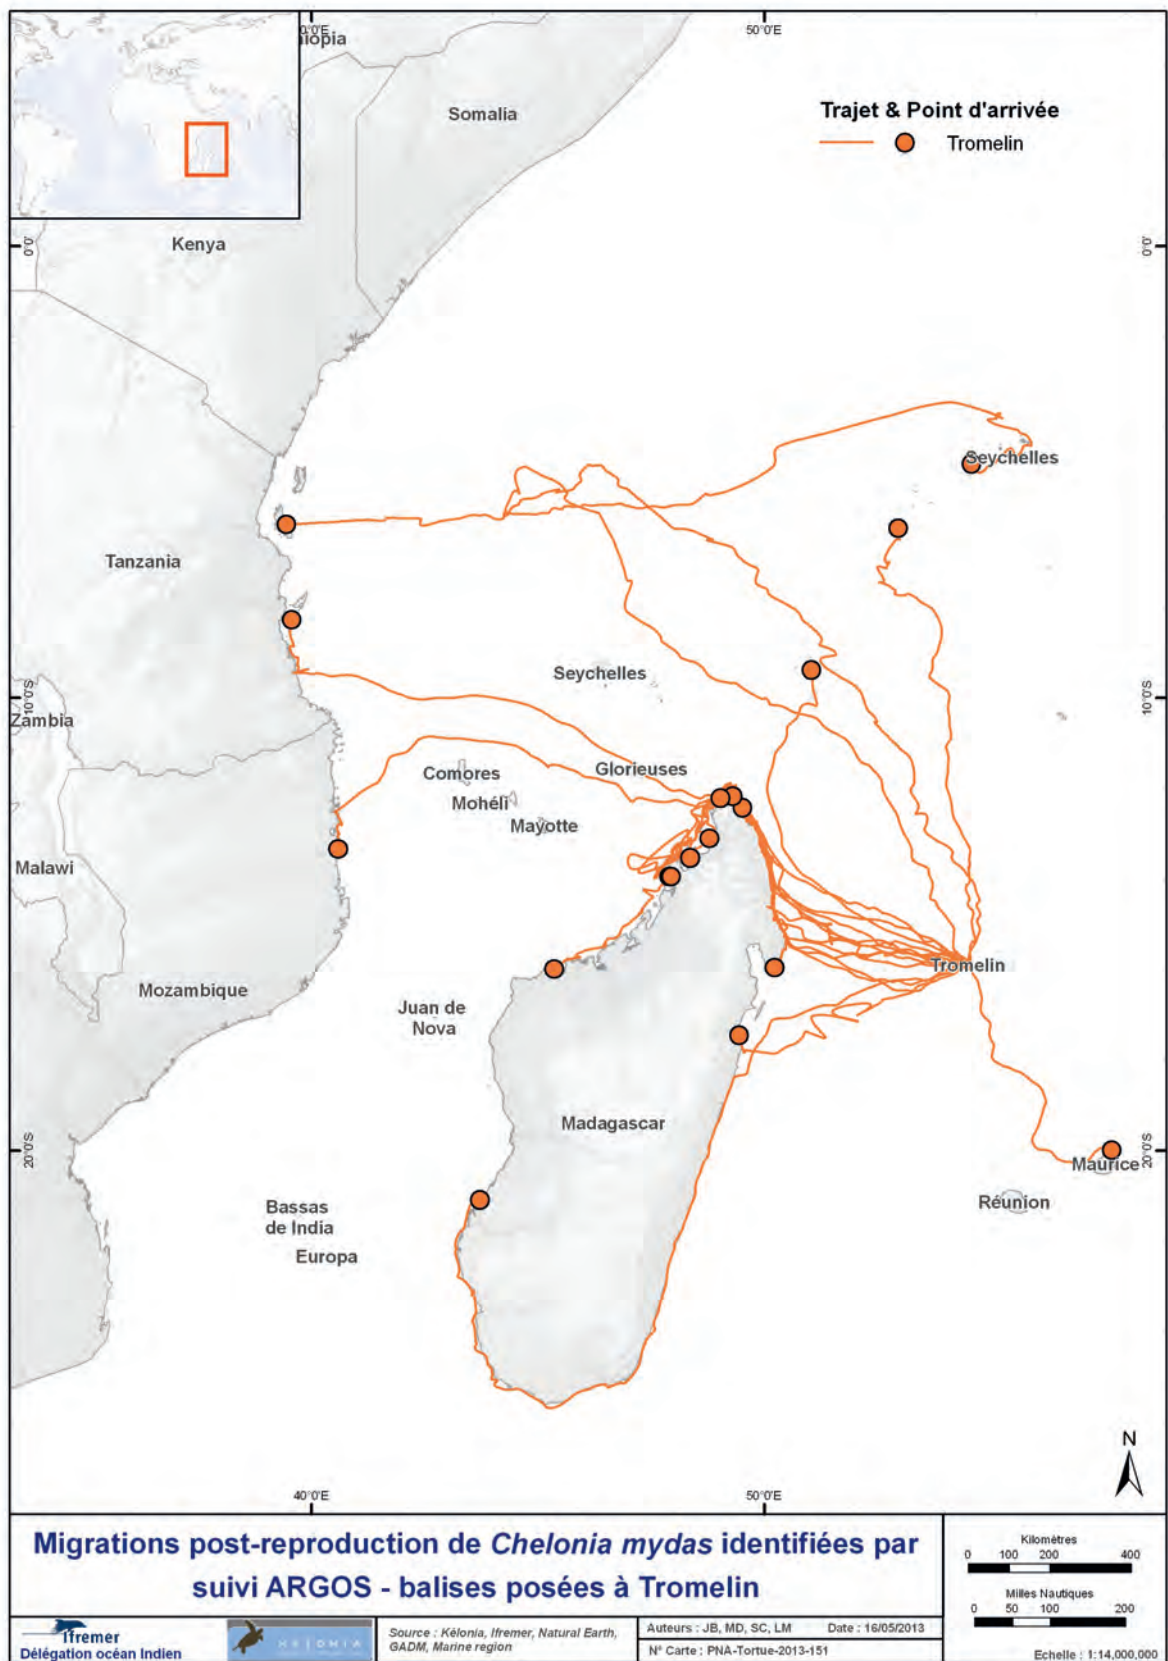 50°0'E
Somalia
Trajet & Point d'arrivée
Tromelin
Kenya
0°0'
0°0'
Seychelles
Tanzania
Seychelles
10°0'S
10°0'S
Zambia
Comores
Glorieuses
Mohéli
Mayotte
Malawi
Tromelin
Mozambique
Juan de
Nova
Madagascar
20°0'S
20°0'S
Maurice
Réunion
Bassas
de India
Europa
N
40°0'E
50°0'E
Migrations post-reproduction de Chelonia mydas identifiées par
suivi ARGOS - balises posées à Tromelin
Kilomètres
0 100 200 400
Milles Nautiques
0 50 100 200
Echelle : 1:14,000,000
Ifremer
Délégation océan Indien
KELONIA
Source : Kélonia, Ifremer, Natural Earth,
GADM, Marine region
Auteurs : JB, MD, SC, LM Date : 16/05/2013
N° Carte : PNA-Tortue-2013-151